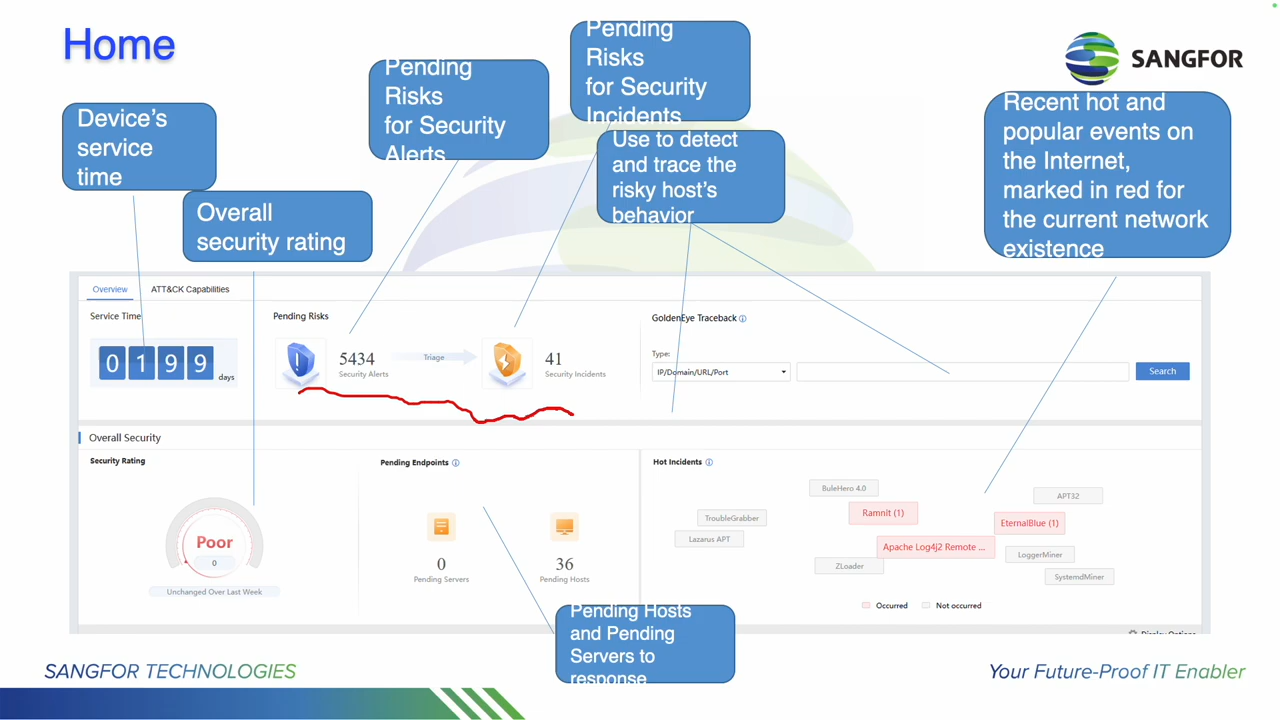 Home
SANGFOR
Device's
service
time
Overall
security rating
Pending
Risks
for Security
Alerts
Pending
Risks
for Security
Incidents
Use to detect
and trace the
risky host's
behavior
Recent hot and
popular events on
the Internet,
marked in red for
the current network
existence
Overview
ATT&CK Capabilities
Service Time
0199
days
Pending Risks
5434
Security Alerts
Triage
41
Security Incidents
GoldenEye Traceback
Type:
IP/Domain/URL/Port
Search
Overall Security
Security Rating
Poor
0
Unchanged Over Last Week
Pending Endpoints
0
Pending Servers
36
Pending Hosts
Hot Incidents
BuleHero 4.0
APT32
Ramnit (1)
TroubleGrabber
EternalBlue (1)
Lazarus APT
Apache Log4j2 Remote ...
LoggerMiner
ZLoader
SystemdMiner
Occurred
Not occurred
Display Options
Pending Hosts
and Pending
Servers to
response
SANGFOR TECHNOLOGIES
Your Future-Proof IT Enabler